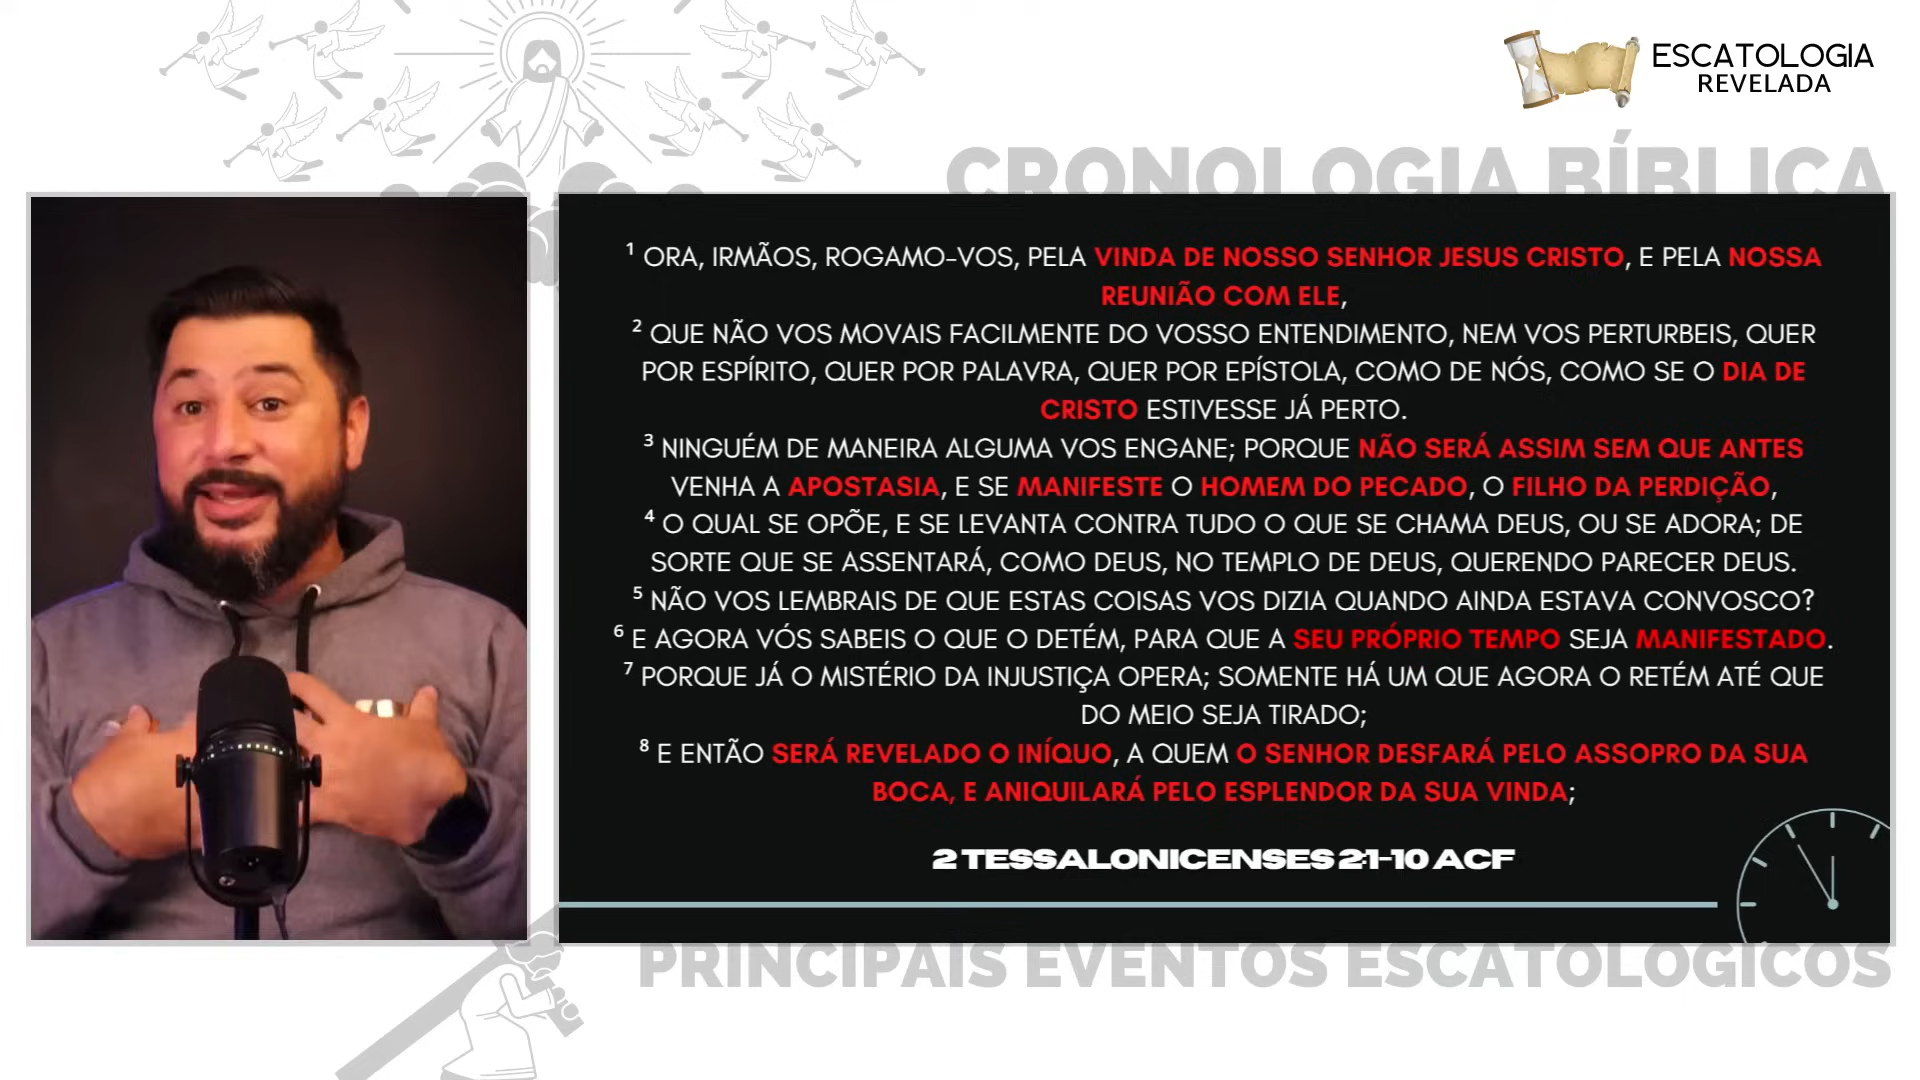 ESCATOLOGIA
REVELADA
CRONOLOGIA BÍBLICA
¹ ORA, IRMÃOS, ROGAMO-VOS, PELA VINDA DE NOSSO SENHOR JESUS CRISTO, E PELA NOSSA
REUNIÃO COM ELE,
² QUE NÃO VOS MOVAIS FACILMENTE DO VOSSO ENTENDIMENTO, NEM VOS PERTURBEIS, QUER
POR ESPÍRITO, QUER POR PALAVRA, QUER POR EPÍSTOLA, COMO DE NÓS, COMO SE O DIA DE
CRISTO ESTIVESSE JÁ PERTO.
³ NINGUÉM DE MANEIRA ALGUMA VOS ENGANE; PORQUE NÃO SERÁ ASSIM SEM QUE ANTES
VENHA A APOSTASIA, E SE MANIFESTE O HOMEM DO PECADO, O FILHO DA PERDIÇÃO,
⁴ O QUAL SE OPÕE, E SE LEVANTA CONTRA TUDO O QUE SE CHAMA DEUS, OU SE ADORA; DE
SORTE QUE SE ASSENTARÁ, COMO DEUS, NO TEMPLO DE DEUS, QUERENDO PARECER DEUS.
⁵ NÃO VOS LEMBRAIS DE QUE ESTAS COISAS VOS DIZIA QUANDO AINDA ESTAVA CONVOSCO?
⁶ E AGORA VÓS SABEIS O QUE O DETÉM, PARA QUE A SEU PRÓPRIO TEMPO SEJA MANIFESTADO.
⁷ PORQUE JÁ O MISTÉRIO DA INJUSTIÇA OPERA; SOMENTE HÁ UM QUE AGORA O RETÉM ATÉ QUE
DO MEIO SEJA TIRADO;
⁸ E ENTÃO SERÁ REVELADO O INÍQUO, A QUEM O SENHOR DESFARÁ PELO ASSOPRO DA SUA
BOCA, E ANIQUILARÁ PELO ESPLENDOR DA SUA VINDA;
2 TESSALONICENSES 2:1-10 ACF
PRINCIPAIS EVENTOS ESCATOLOGICOS